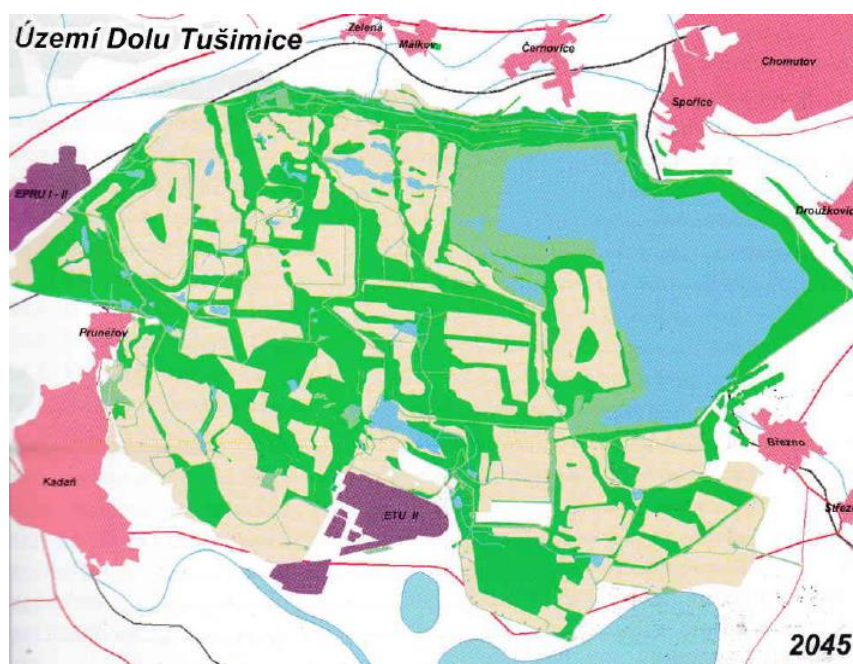 Území Dolu Tušimice
Zelená
Málkov
Černovice
Chomutov
Spořice
EPRU I - II
Droužkovic
Prunéřov
Březno
Kadaň
ETU II
Střez
2045